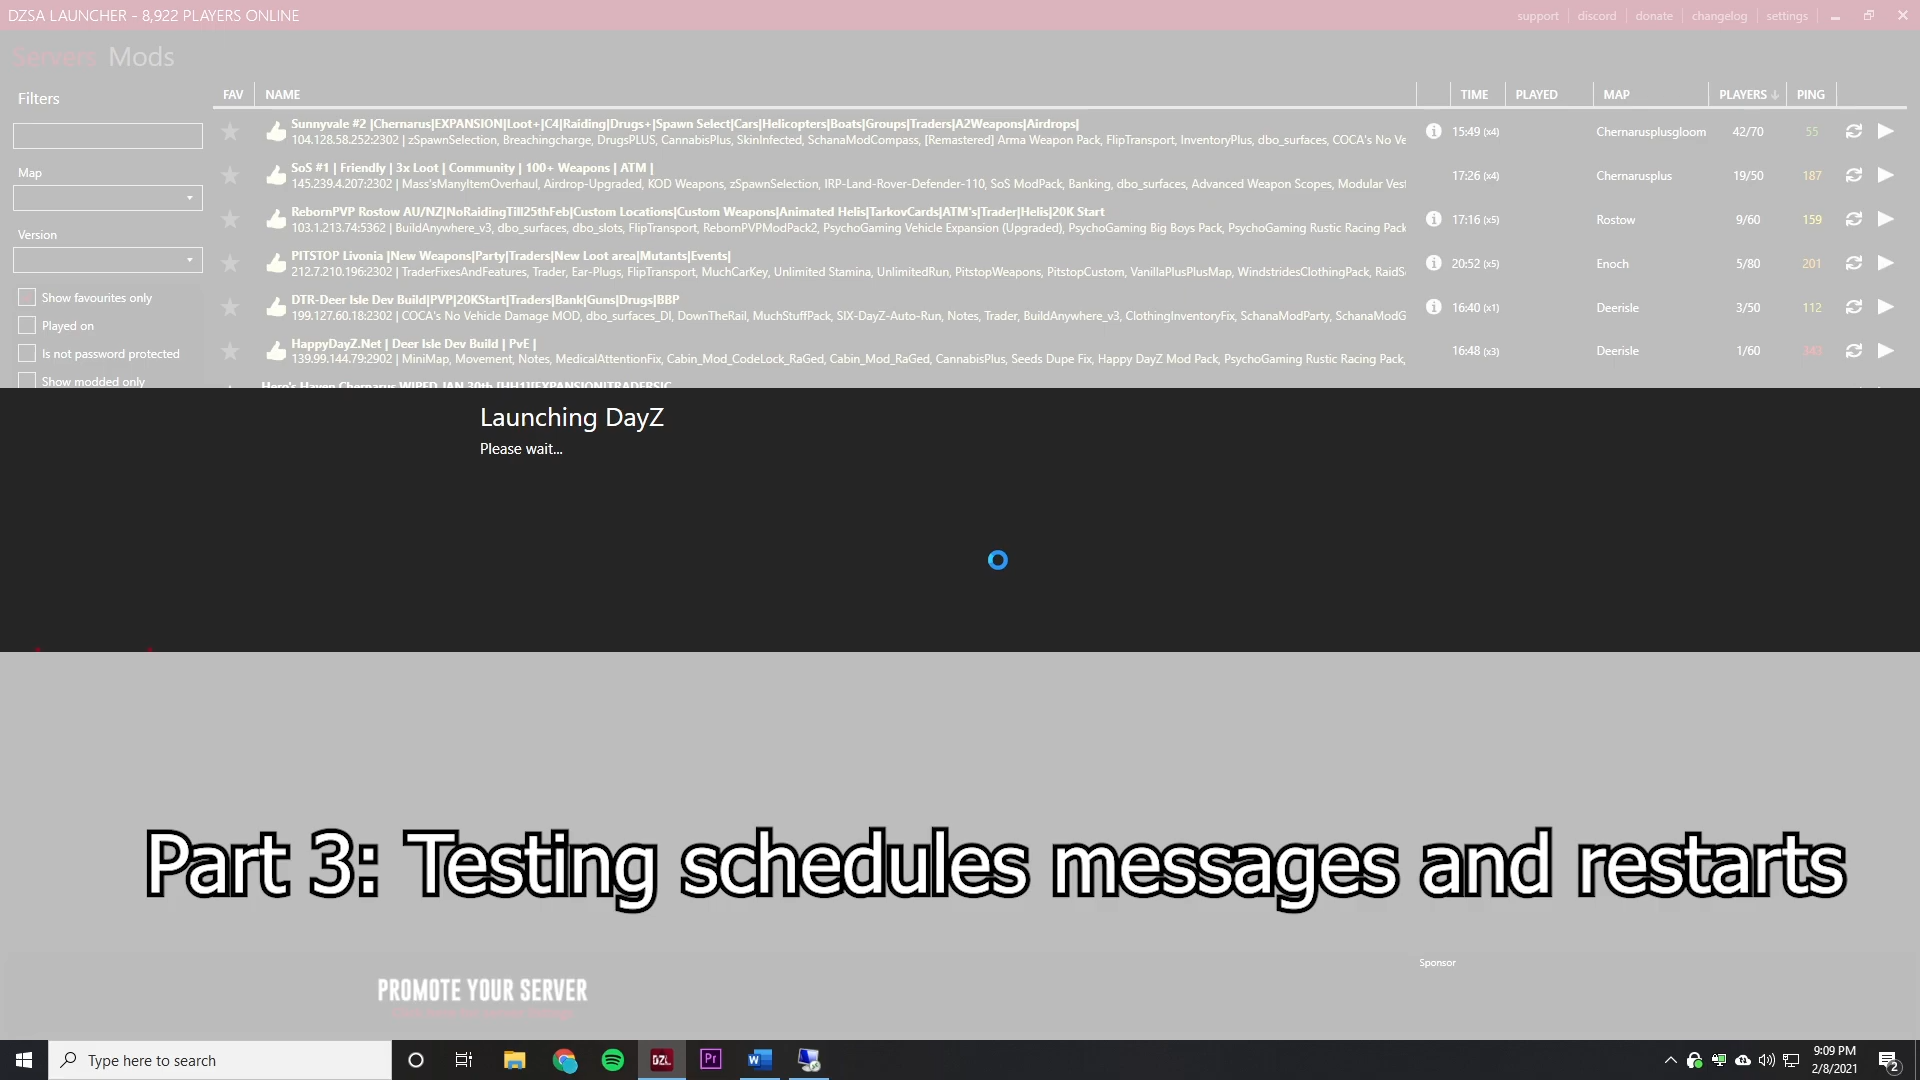 DZSA LAUNCHER - 8,922 PLAYERS ONLINE
support discord donate changelog settings
Servers Mods
Filters
Map
Version
Show favourites only
Played on
Is not password protected
Show modded only
FAV NAME TIME PLAYED MAP PLAYERS PING
Sunnyvale #2 |Chernarus|EXPANSION|Loot+|C4|Raiding|Drugs+|Spawn Select|Cars|Helicopters|Boats|Groups|Traders|A2Weapons|Airdrops|
104.128.58.252:2302 | zSpawnSelection, Breachingcharge, DrugsPLUS, CannabisPlus, SkinInfected, SchanaModCompass, [Remastered] Arma Weapon Pack, FlipTransport, InventoryPlus, dbo_surfaces, COCA's No Ve
15:49 (x4) Chernarusplusgloom 42/70 55
SoS #1 | Friendly | 3x Loot | Community | 100+ Weapons | ATM |
145.239.4.207:2302 | Mass'sManyItemOverhaul, Airdrop-Upgraded, KOD Weapons, zSpawnSelection, IRP-Land-Rover-Defender-110, SoS ModPack, Banking, dbo_surfaces, Advanced Weapon Scopes, Modular Vest
17:26 (x4) Chernarusplus 19/50 187
RebornPVP Rostow AU/NZ|NoRaidingTill25thFeb|Custom Locations|Custom Weapons|Animated Helis|TarkovCards|ATM's|Trader|Helis|20K Start
103.1.213.74:5362 | BuildAnywhere_v3, dbo_surfaces, dbo_slots, FlipTransport, RebornPVPModPack2, PsychoGaming Vehicle Expansion (Upgraded), PsychoGaming Big Boys Pack, PsychoGaming Rustic Racing Pack
17:16 (x5) Rostow 9/60 159
PITSTOP Livonia |New Weapons|Party|Traders|New Loot area|Mutants|Events|
212.7.210.196:2302 | TraderFixesAndFeatures, Trader, Ear-Plugs, FlipTransport, MuchCarKey, Unlimited Stamina, UnlimitedRun, PitstopWeapons, PitstopCustom, VanillaPlusPlusMap, WindstridesClothingPack, RaidS
20:52 (x5) Enoch 5/80 201
DTR-Deer Isle Dev Build|PVP|20KStart|Traders|Bank|Guns|Drugs|BBP
199.127.60.18:2302 | COCA's No Vehicle Damage MOD, dbo_surfaces_DI, DownTheRail, MuchStuffPack, SIX-DayZ-Auto-Run, Notes, Trader, BuildAnywhere_v3, ClothingInventoryFix, SchanaModParty, SchanaModG
16:40 (x1) Deerisle 3/50 112
HappyDayZ.Net | Deer Isle Dev Build | PvE |
139.99.144.79:2902 | MiniMap, Movement, Notes, MedicalAttentionFix, Cabin_Mod_CodeLock_RaGed, Cabin_Mod_RaGed, CannabisPlus, Seeds Dupe Fix, Happy DayZ Mod Pack, PsychoGaming Rustic Racing Pack,
16:48 (x3) Deerisle 1/60 343
Hero's Haven Chernarus WIPED JAN 30th [HH1][EXPANSION|TRADERSIC
Launching DayZ
Please wait...
Part 3: Testing schedules messages and restarts
Sponsor
PROMOTE YOUR SERVER
Type here to search
DZL
Pr
W
9:09 PM
2/8/2021
2